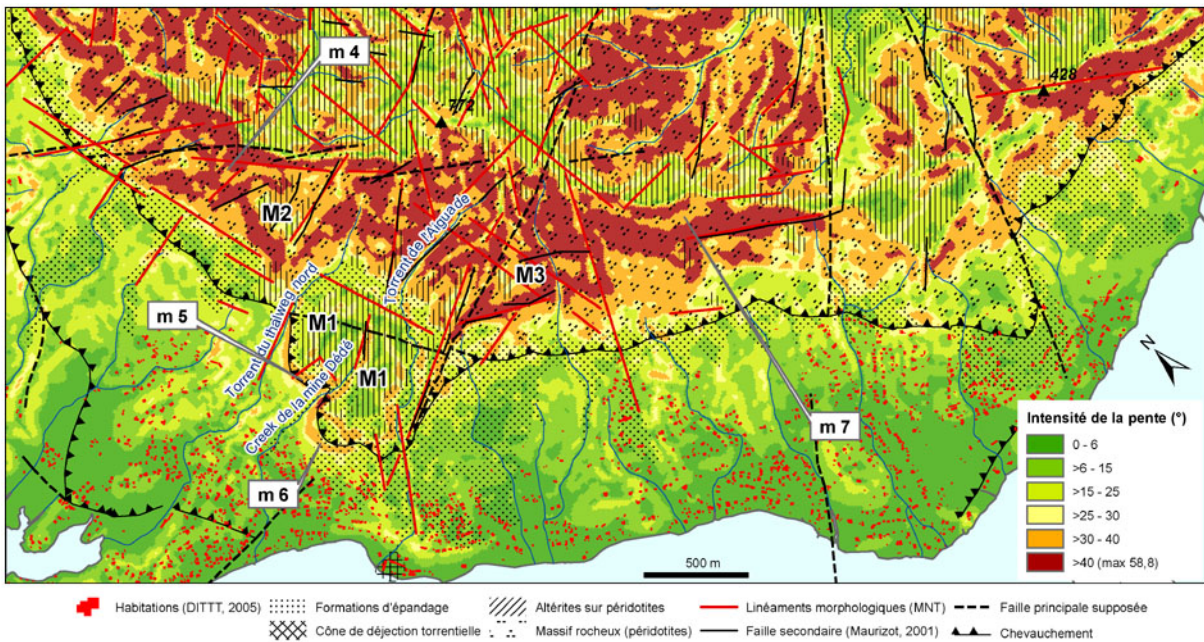 m 4
772
428
M2
Torrent de l'Aiguade
M3
Torrent du thalweg nord
m 5
M1
M1
Creek de la mine Dédé
m 6
m 7
N
500 m
Intensité de la pente (°)
0 - 6
>6 - 15
>15 - 25
>25 - 30
>30 - 40
>40 (max 58,8)
Habitations (DITTT, 2005)
Formations d'épandage
Altérites sur péridotites
Linéaments morphologiques (MNT)
Faille principale supposée
Cône de déjection torrentielle
Massif rocheux (péridotites)
Faille secondaire (Maurizot, 2001)
Chevauchement